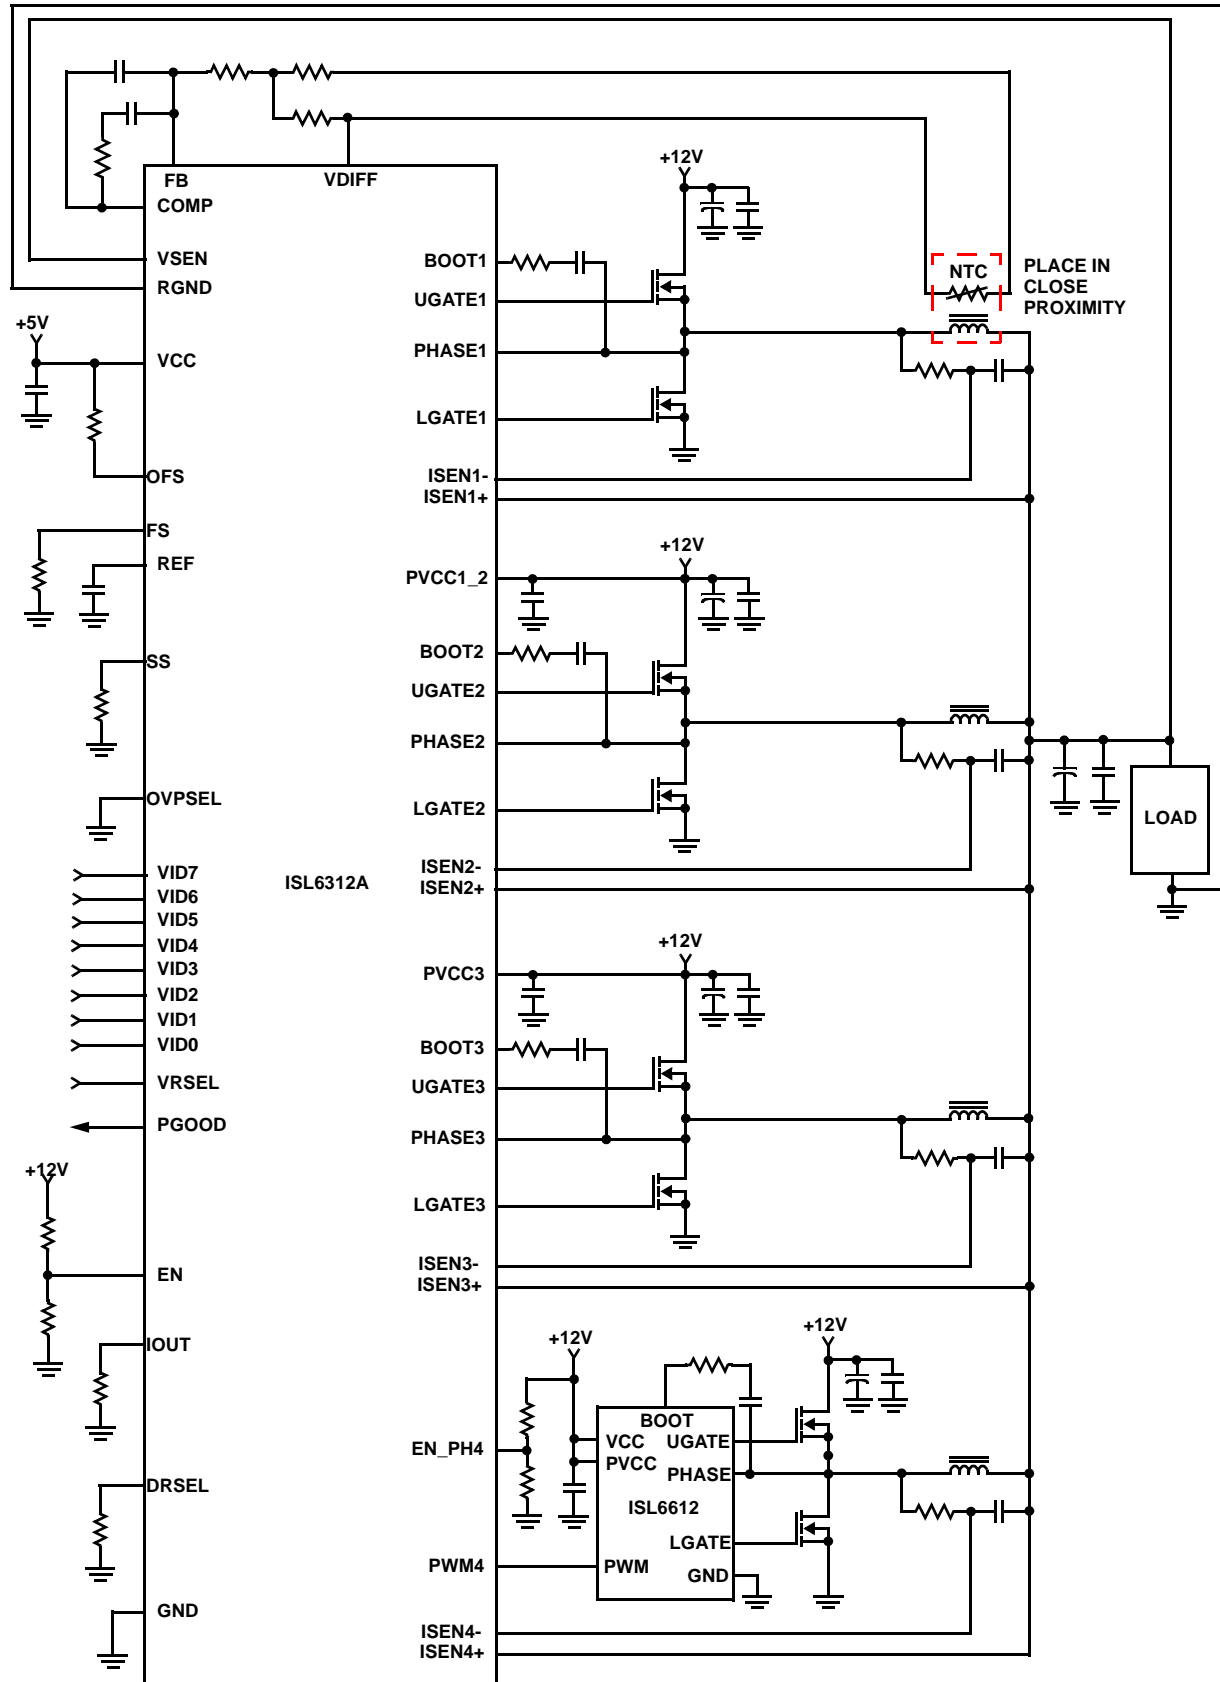 +12V
FB
VDIFF
COMP
VSEN
RGND
+5V
VCC
OFS
FS
REF
SS
OVPSEL
VID7
VID6
VID5
VID4
VID3
VID2
VID1
VID0
VRSEL
PGOOD
+12V
EN
IOUT
DRSEL
GND
ISL6312A
BOOT1
UGATE1
PHASE1
LGATE1
ISEN1-
ISEN1+
NTC
PLACE IN
CLOSE
PROXIMITY
+12V
PVCC1_2
BOOT2
UGATE2
PHASE2
LGATE2
ISEN2-
ISEN2+
LOAD
+12V
PVCC3
BOOT3
UGATE3
PHASE3
LGATE3
ISEN3-
ISEN3+
+12V
+12V
EN_PH4
PWM4
ISEN4-
ISEN4+
BOOT
VCC
UGATE
PVCC
PHASE
ISL6612
LGATE
PWM
GND